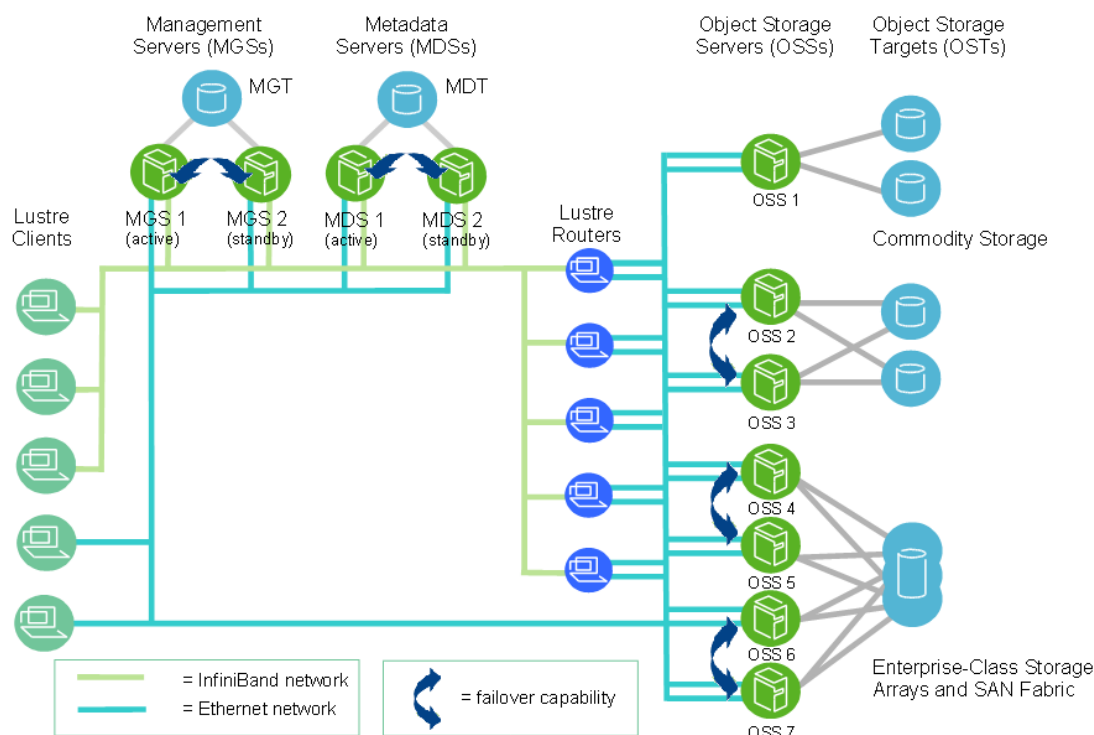 Management
Servers (MGSs)
Metadata
Servers (MDSs)
Object Storage
Servers (OSSs)
Object Storage
Targets (OSTs)
MGT
MDT
MGS 1
(active)
MGS 2
(standby)
MDS 1
(active)
MDS 2
(standby)
Lustre
Clients
Lustre
Routers
OSS 1
Commodity Storage
OSS 2
OSS 3
OSS 4
OSS 5
OSS 6
OSS 7
Enterprise-Class Storage
Arrays and SAN Fabric
= InfiniBand network
= Ethernet network
= failover capability